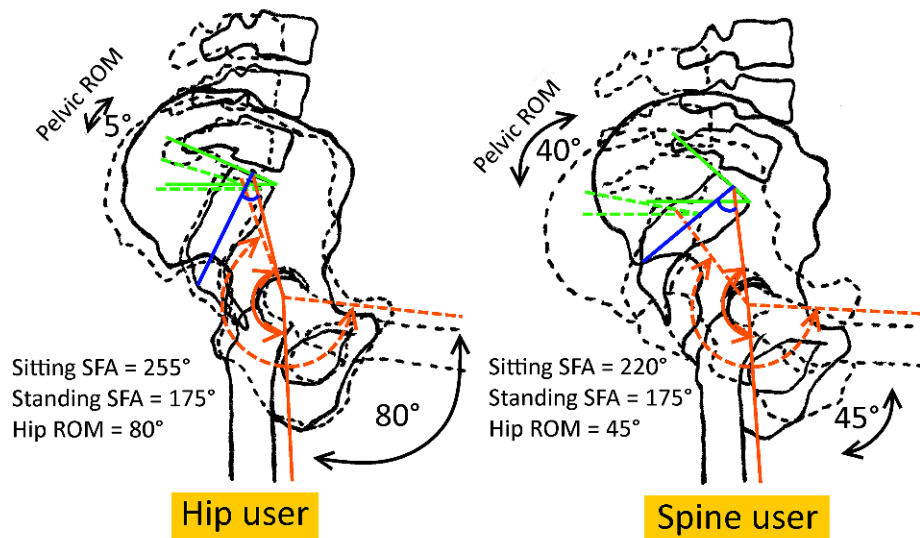 Pelvic ROM
5°
Sitting SFA = 255°
Standing SFA = 175°
Hip ROM = 80°
80°
Hip user
Pelvic ROM
40°
Sitting SFA = 220°
Standing SFA = 175°
Hip ROM = 45°
45°
Spine user